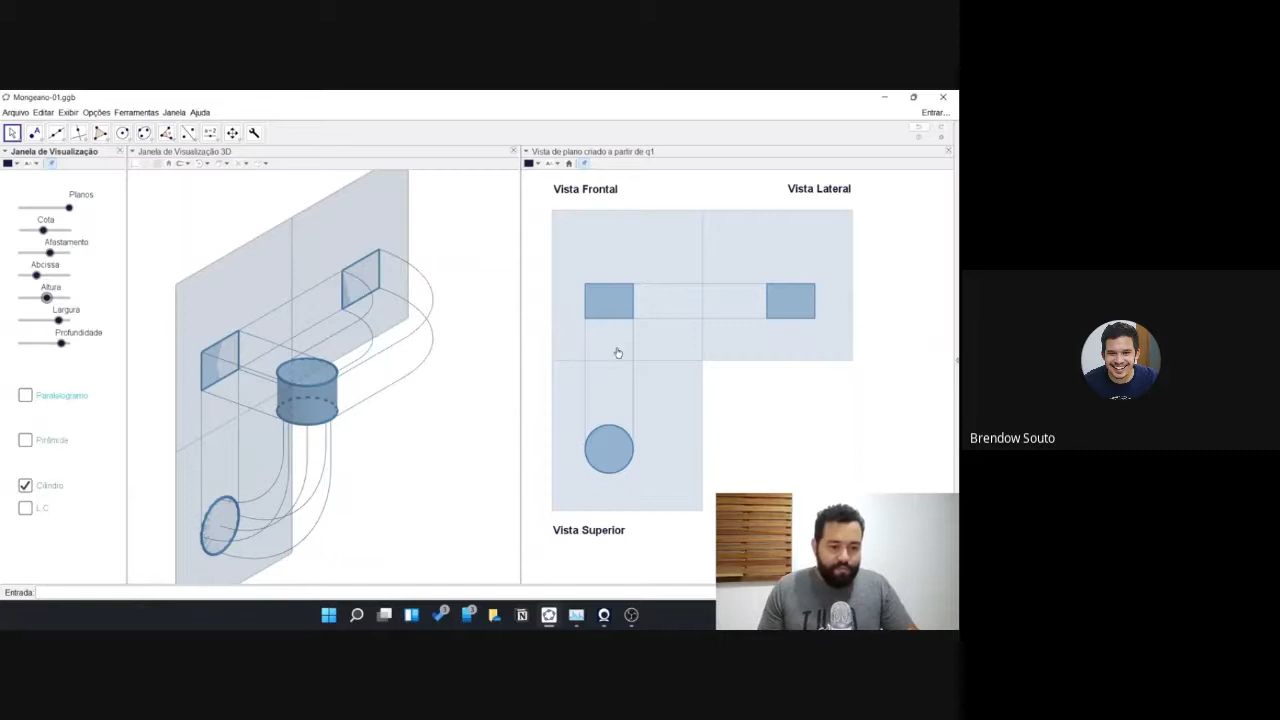 Mongeano-01.ggb
Arquivo Editar Exibir Opções Ferramentas Janela Ajuda
Entrar...
Janela de Visualização
Janela de Visualização 3D
Vista de plano criado a partir de q1
Planos
Cota
Afastamento
Abcissa
Altura
Largura
Profundidade
Paralelogramo
Pirâmide
Cilindro
L.C
Vista Frontal
Vista Lateral
Vista Superior
Entrada:
Brendow Souto